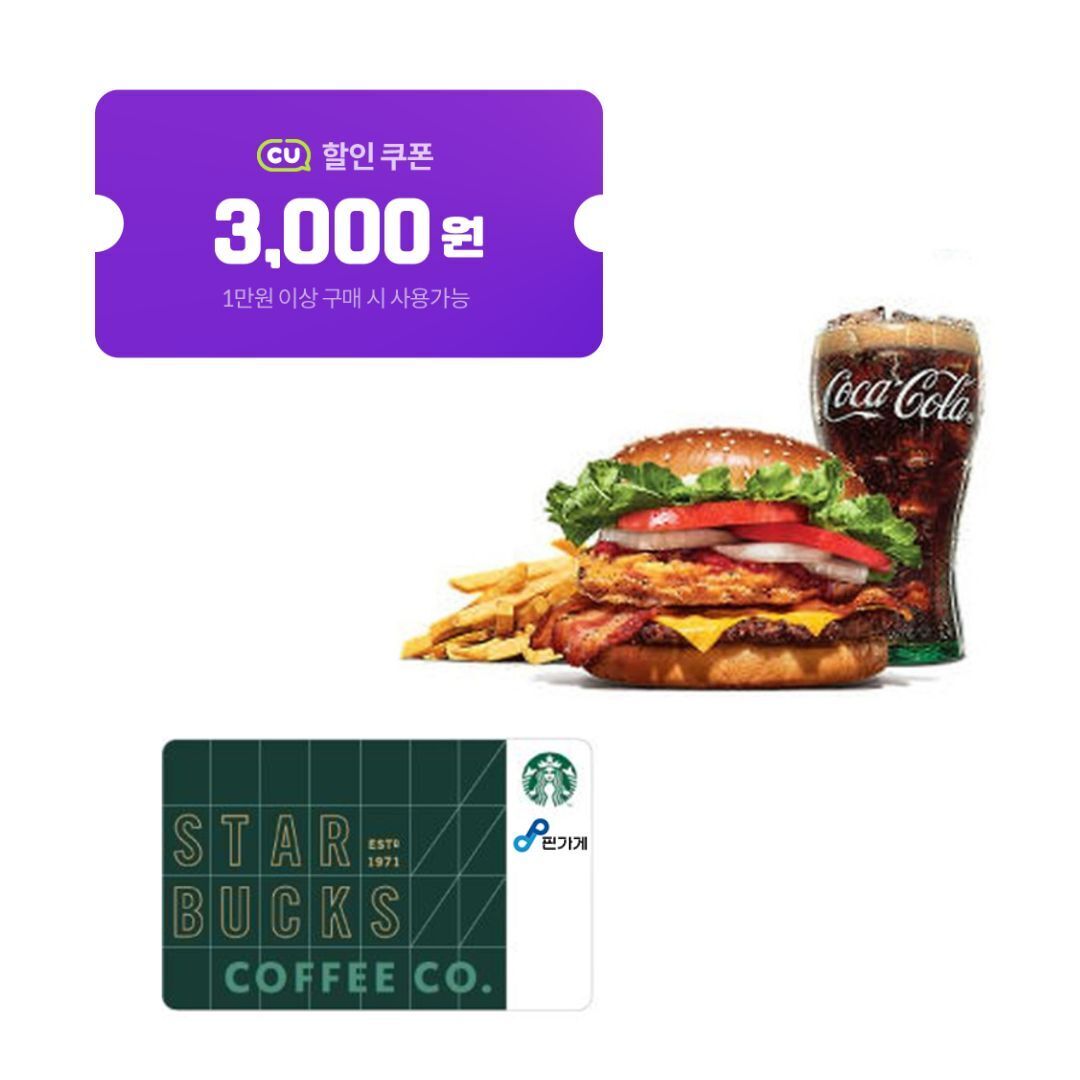 CU 할인 쿠폰
3,000원
1만원 이상 구매 시 사용가능
Coca-Cola
STAR
ESTD
1971
BUCKS
COFFEE CO.
핀가게